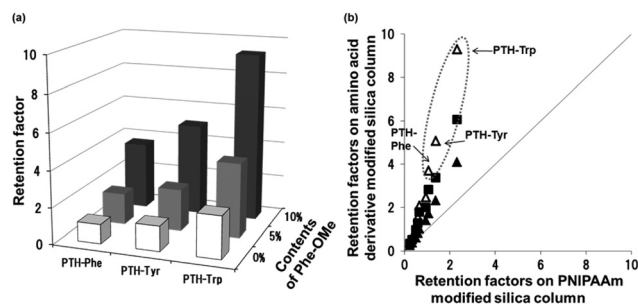 (a)
10
8
6
4
2
0
Retention factor
PTH-Phe
PTH-Tyr
PTH-Trp
0%
5%
10%
Contents
of Phe-OMe
(b)
Retention factors on amino acid
derivative modified silica column
10
8
6
4
2
0
PTH-Trp
PTH-
Phe
PTH-Tyr
0
2
4
6
8
10
Retention factors on PNIPAAm
modified silica column